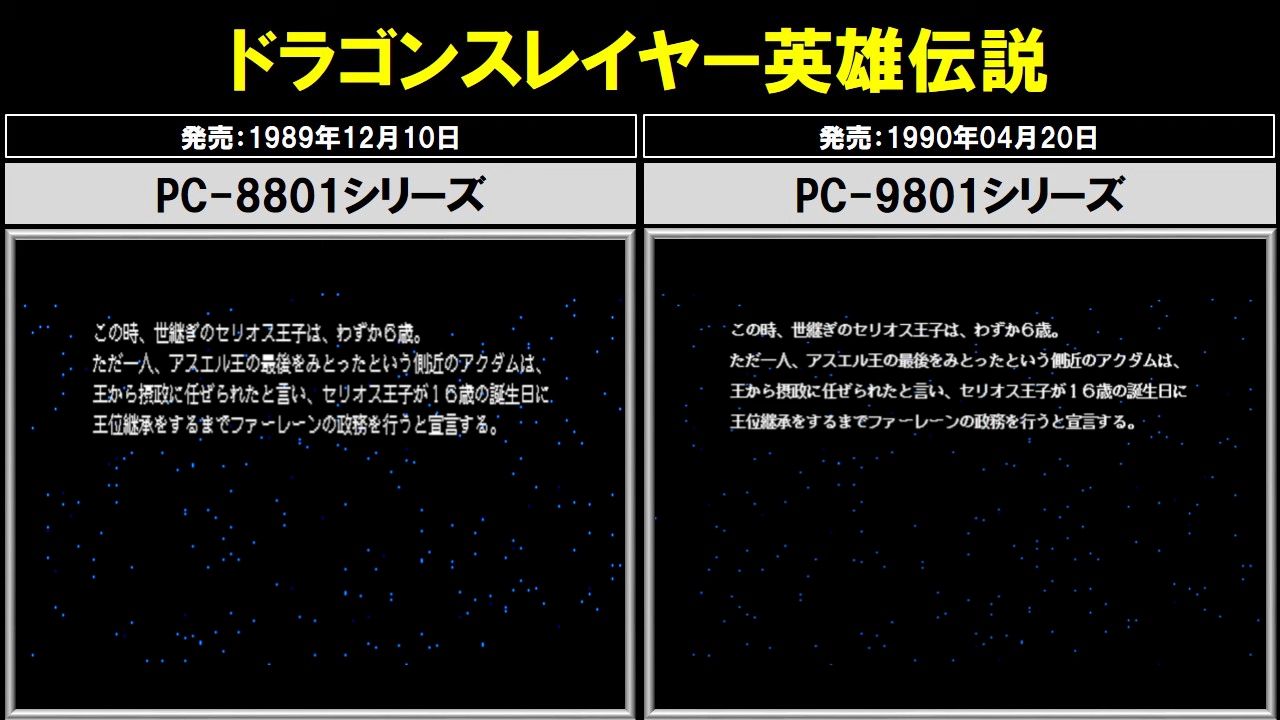 ドラゴンスレイヤー英雄伝説
発売：1989年12月10日
PC-8801シリーズ
この時、世継ぎのセリオス王子は、わずか６歳。
ただ一人、アスエル王の最後をみとったという側近のアクダムは、
王から摂政に任ぜられたと言い、セリオス王子が１６歳の誕生日に
王位継承をするまでファーレーンの政務を行うと宣言する。
発売：1990年04月20日
PC-9801シリーズ
この時、世継ぎのセリオス王子は、わずか６歳。
ただ一人、アスエル王の最後をみとったという側近のアクダムは、
王から摂政に任ぜられたと言い、セリオス王子が１６歳の誕生日に
王位継承をするまでファーレーンの政務を行うと宣言する。